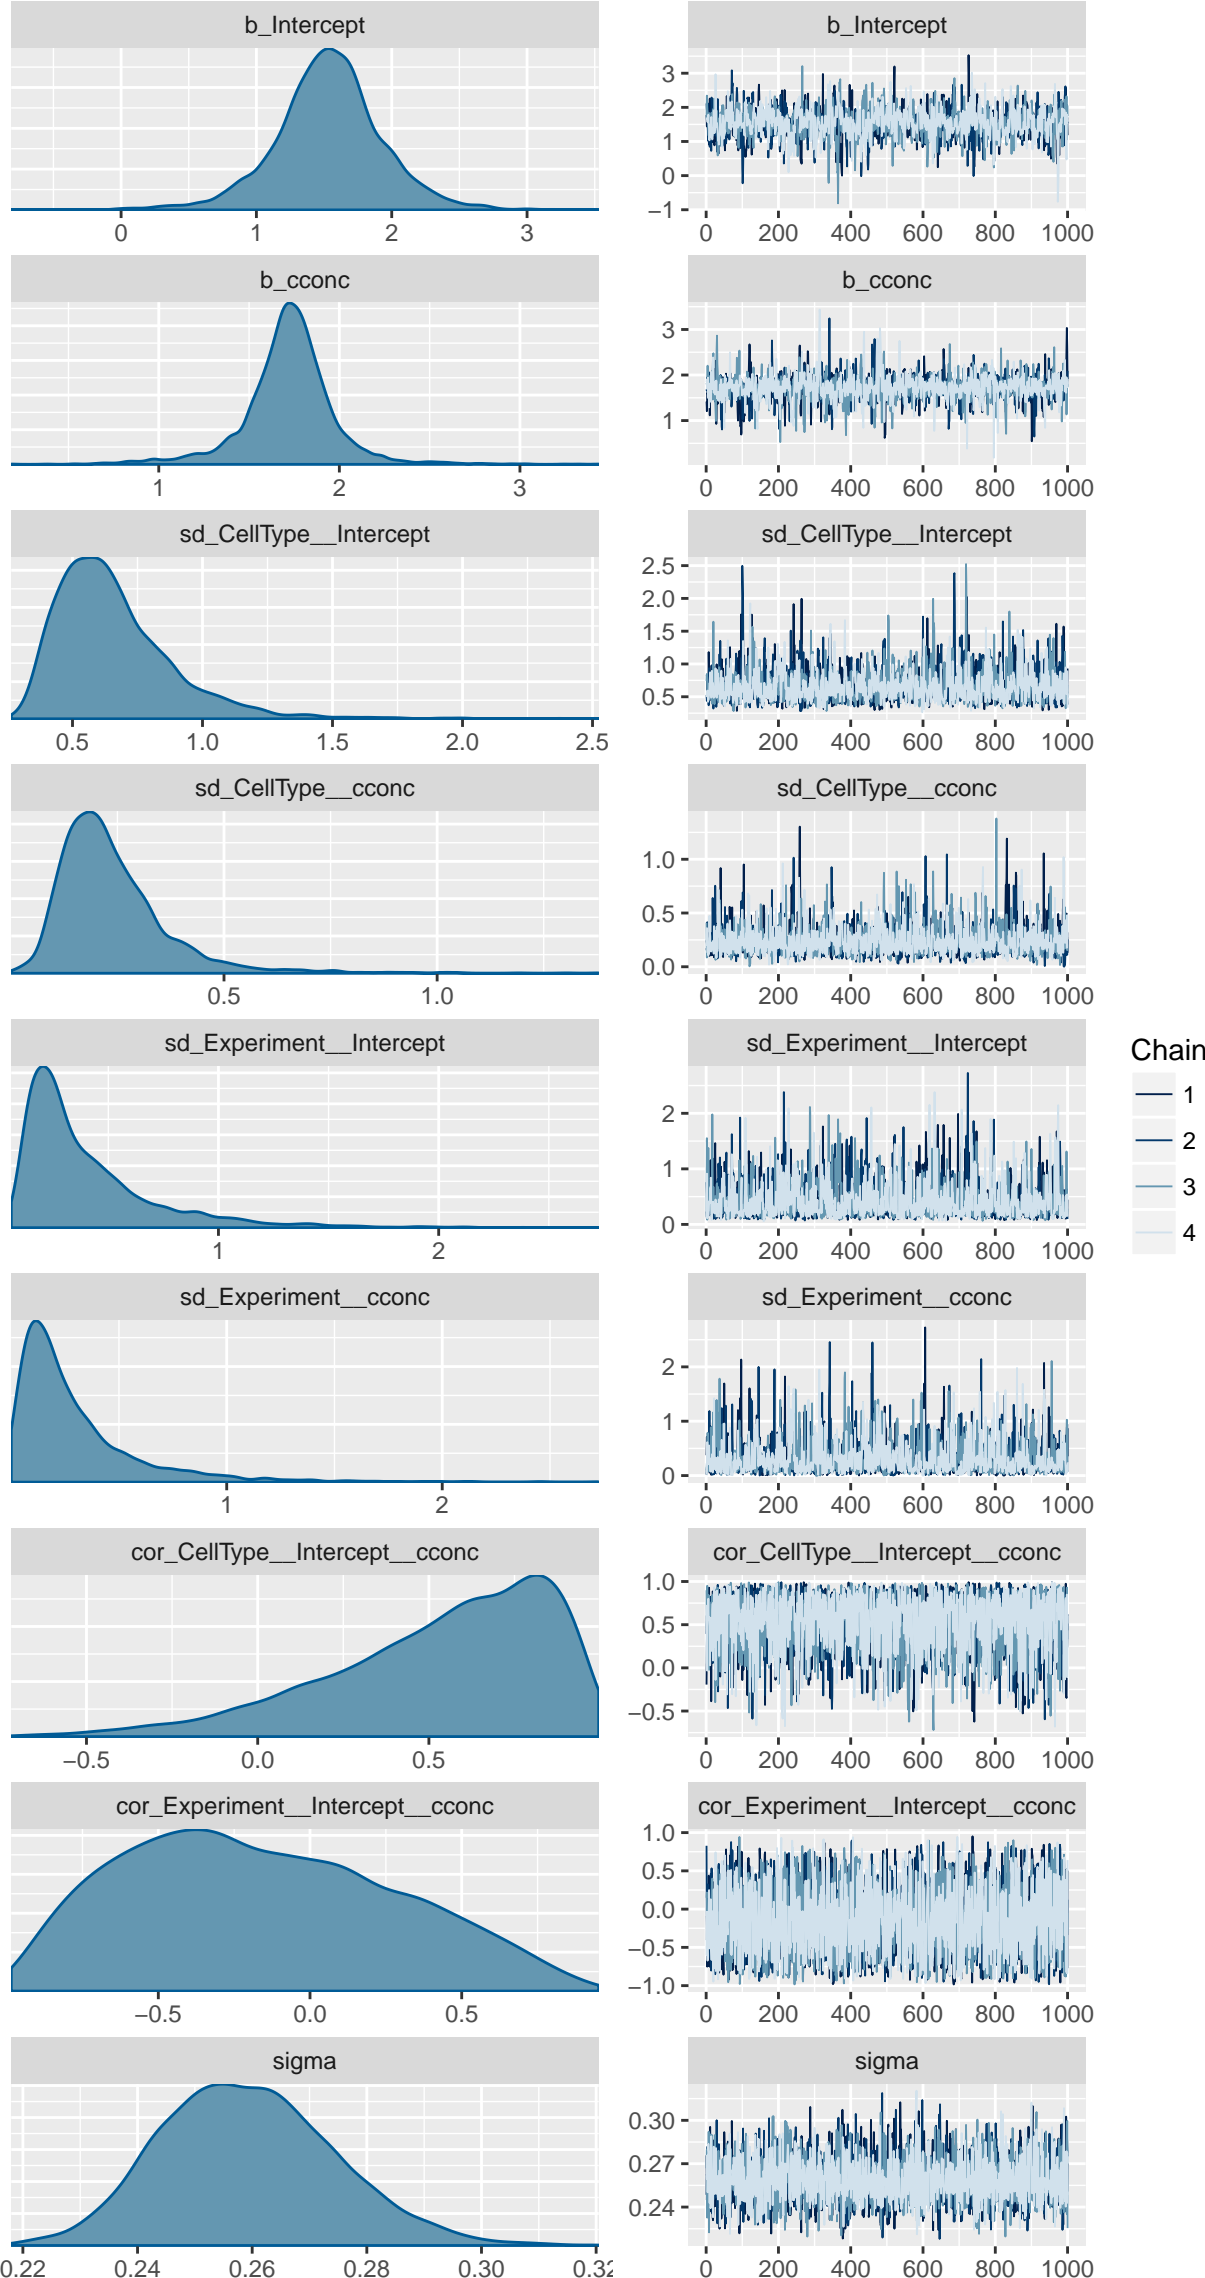 b_Intercept
0 1 2 3
b_Intercept
3
2
1
0
−1
0 200 400 600 800 1000
b_cconc
1 2 3
b_cconc
3
2
1
0 200 400 600 800 1000
sd_CellType__Intercept
0.5 1.0 1.5 2.0 2.5
sd_CellType__Intercept
2.5
2.0
1.5
1.0
0.5
0 200 400 600 800 1000
sd_CellType__cconc
0.5 1.0
sd_CellType__cconc
1.0
0.5
0.0
0 200 400 600 800 1000
sd_Experiment__Intercept
1 2
sd_Experiment__Intercept
2
1
0
0 200 400 600 800 1000
sd_Experiment__cconc
1 2
sd_Experiment__cconc
2
1
0
0 200 400 600 800 1000
cor_CellType__Intercept__cconc
−0.5 0.0 0.5
cor_CellType__Intercept__cconc
1.0
0.5
0.0
−0.5
0 200 400 600 800 1000
cor_Experiment__Intercept__cconc
−0.5 0.0 0.5
cor_Experiment__Intercept__cconc
1.0
0.5
0.0
−0.5
−1.0
0 200 400 600 800 1000
sigma
0.22 0.24 0.26 0.28 0.30 0.32
sigma
0.30
0.27
0.24
0 200 400 600 800 1000
Chain
1
2
3
4